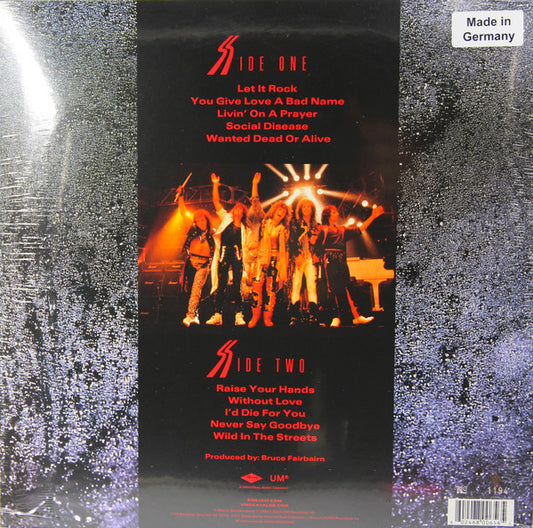 Made in
Germany
SIDE ONE
Let It Rock
You Give Love A Bad Name
Livin' On A Prayer
Social Disease
Wanted Dead Or Alive
SIDE TWO
Raise Your Hands
Without Love
I'd Die For You
Never Say Goodbye
Wild In The Streets
Produced by: Bruce Fairbairn
UMe